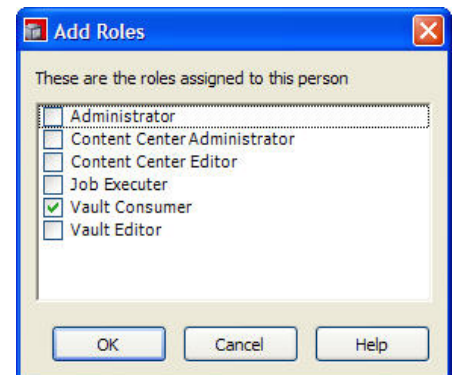 Add Roles
These are the roles assigned to this person
Administrator
Content Center Administrator
Content Center Editor
Job Executer
Vault Consumer
Vault Editor
OK Cancel Help